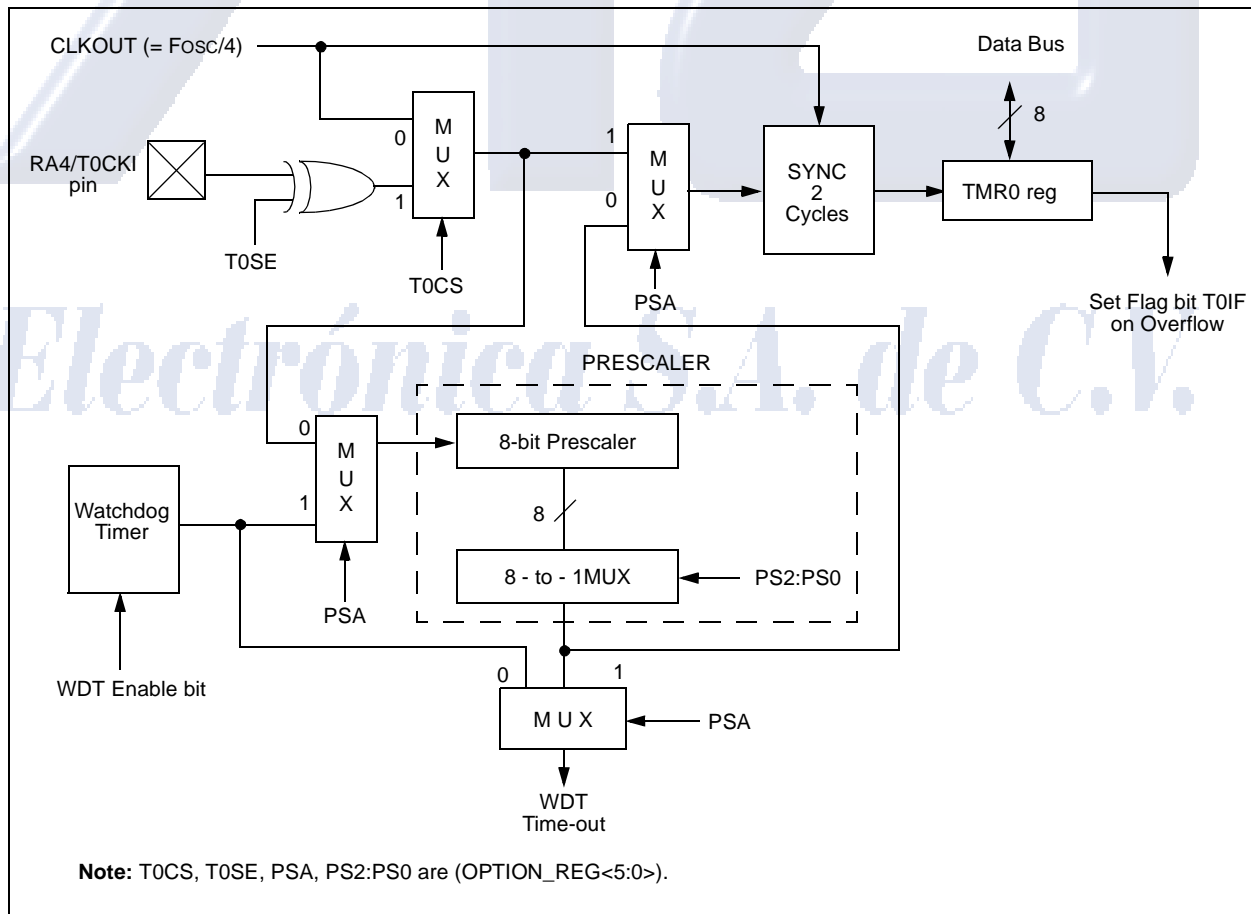 CLKOUT (= FOSC/4)
Data Bus
8
M
U
X
0
1
RA4/T0CKI
pin
T0SE
T0CS
1
0
M
U
X
PSA
SYNC
2
Cycles
TMR0 reg
Set Flag bit T0IF
on Overflow
Electrónica S.A. de C.V.
PRESCALER
0
1
M
U
X
8-bit Prescaler
Watchdog
Timer
8
8 - to - 1MUX
PS2:PS0
PSA
WDT Enable bit
0
1
M U X
PSA
WDT
Time-out
Note: T0CS, T0SE, PSA, PS2:PS0 are (OPTION_REG<5:0>).